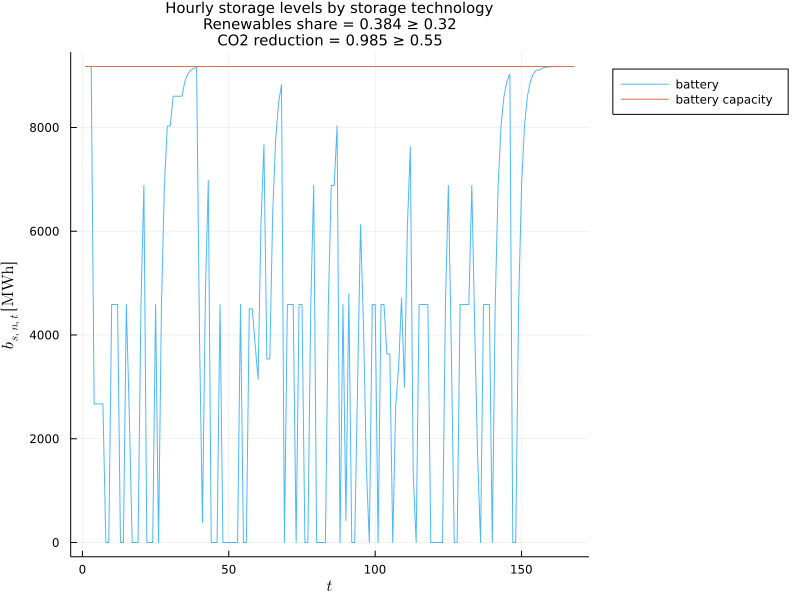 Hourly storage levels by storage technology
Renewables share = 0.384 ≥ 0.32
CO2 reduction = 0.985 ≥ 0.55
battery
battery capacity
b_{s, n, t} [MWh]
8000
6000
4000
2000
0
0 50 100 150
t